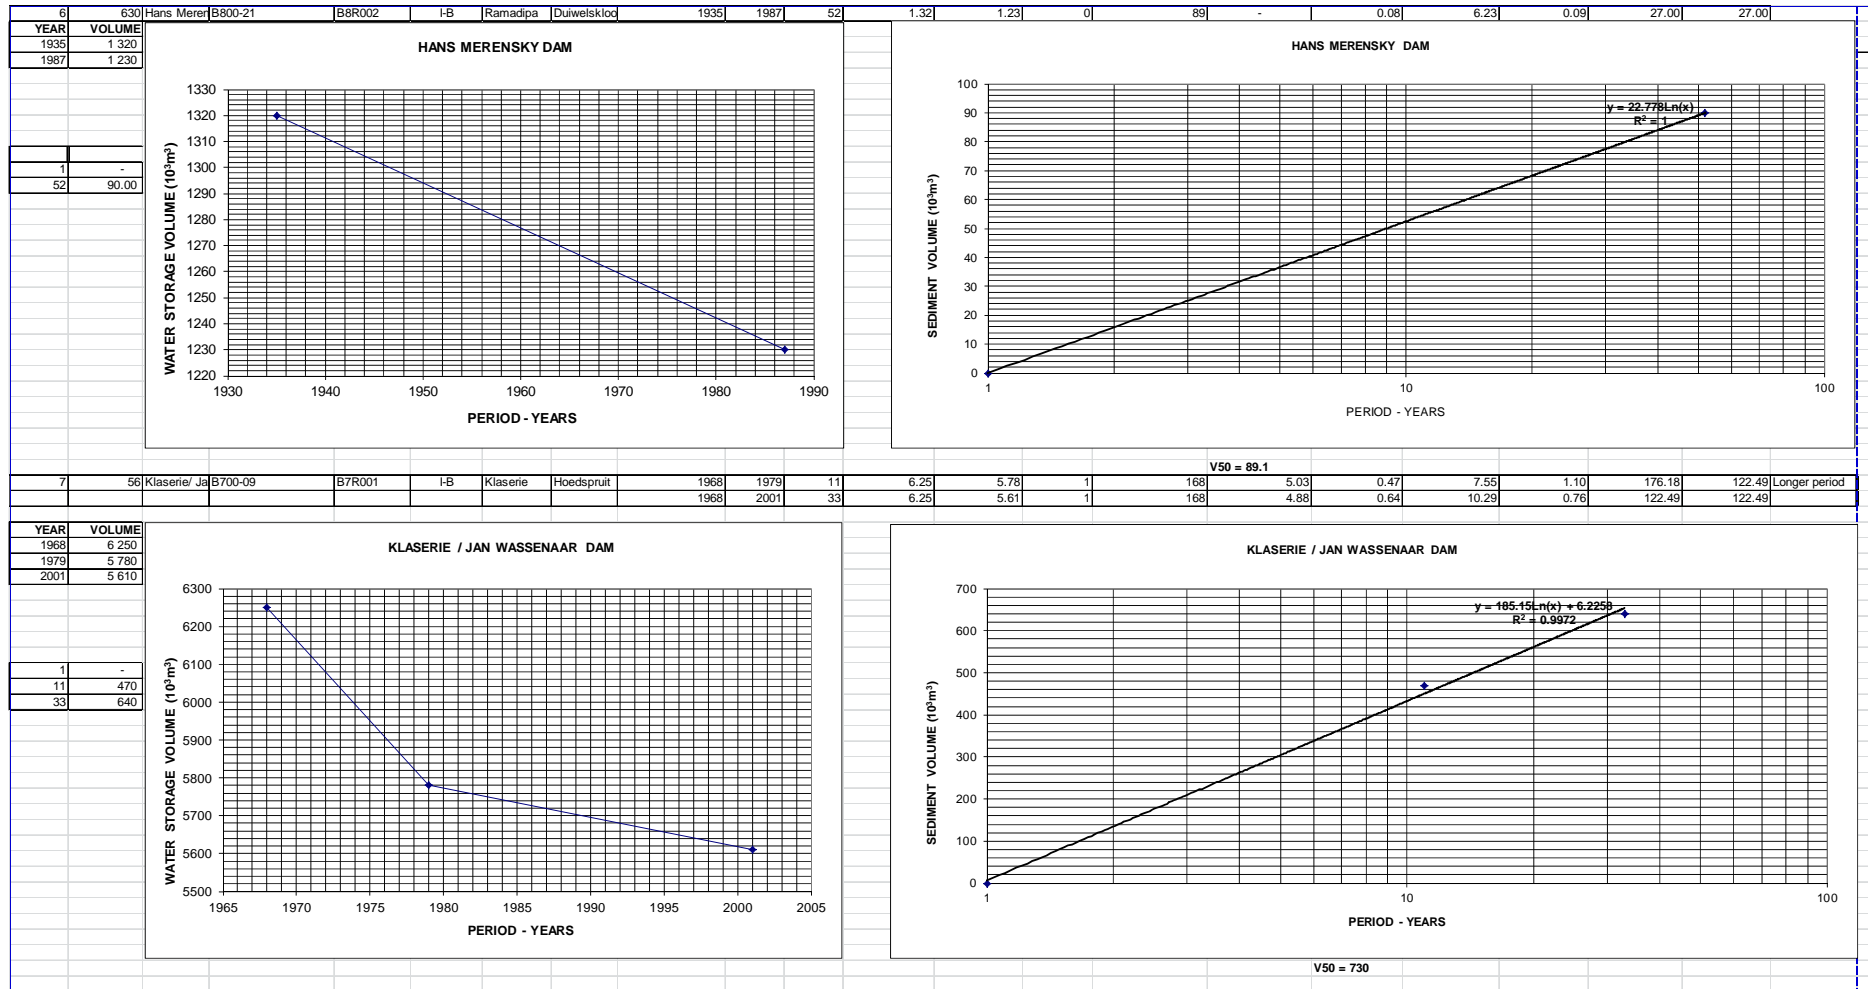 6 630 Hans Meren B800-21 B8R002 I-B Ramadipa Duiwelskloo 1935 1987 52 1.32 1.23 0 89 - 0.08 6.23 0.09 27.00 27.00
YEAR VOLUME
1935 1 320
1987 1 230
1 -
52 90.00
HANS MERENSKY DAM
WATER STORAGE VOLUME (10³m³)
1330
1320
1310
1300
1290
1280
1270
1260
1250
1240
1230
1220
1930 1940 1950 1960 1970 1980 1990
PERIOD - YEARS
HANS MERENSKY DAM
SEDIMENT VOLUME (10³m³)
100
90
80
70
60
50
40
30
20
10
0
y = 22.778Ln(x)
R² = 1
1 10 100
PERIOD - YEARS
V50 = 89.1
7 56 Klaserie/ Ja B700-09 B7R001 I-B Klaserie Hoedspruit 1968 1979 11 6.25 5.78 1 168 5.03 0.47 7.55 1.10 176.18 122.49 Longer period
1968 2001 33 6.25 5.61 1 168 4.88 0.64 10.29 0.76 122.49 122.49
YEAR VOLUME
1968 6 250
1979 5 780
2001 5 610
1 -
11 470
33 640
KLASERIE / JAN WASSENAAR DAM
WATER STORAGE VOLUME (10³m³)
6300
6200
6100
6000
5900
5800
5700
5600
5500
1965 1970 1975 1980 1985 1990 1995 2000 2005
PERIOD - YEARS
KLASERIE / JAN WASSENAAR DAM
SEDIMENT VOLUME (10³m³)
700
600
500
400
300
200
100
0
y = 185.15Ln(x) + 6.2258
R² = 0.9972
1 10 100
PERIOD - YEARS
V50 = 730